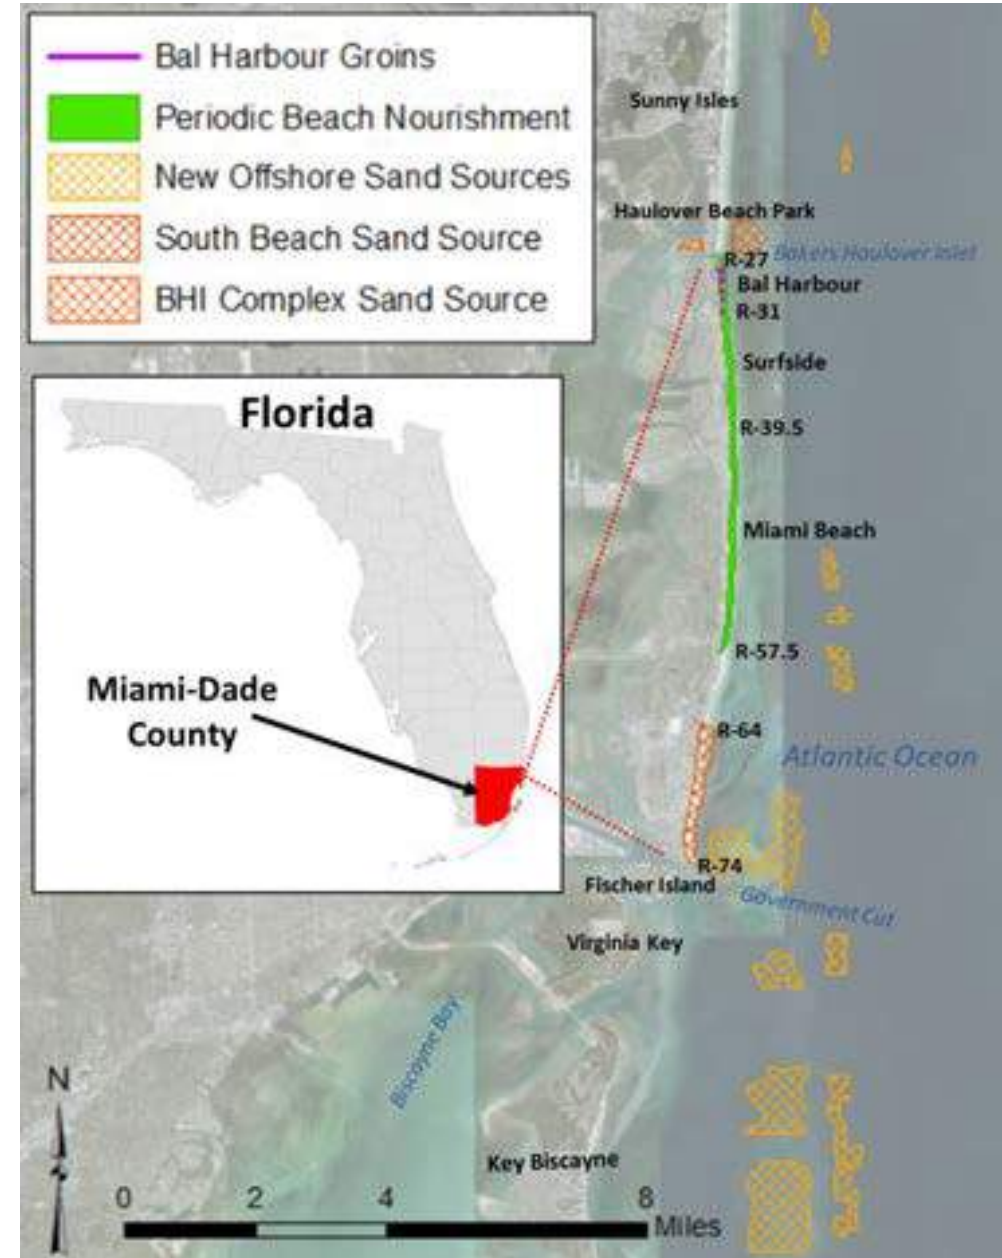 Bal Harbour Groins
Periodic Beach Nourishment
New Offshore Sand Sources
South Beach Sand Source
BHI Complex Sand Source
Florida
Miami-Dade
County
Sunny Isles
Haulover Beach Park
Bakers Haulover Inlet
R-27
Bal Harbour
R-31
Surfside
R-39.5
Miami Beach
R-57.5
R-64
Atlantic Ocean
R-74
Fischer Island
Government Cut
Virginia Key
Biscayne Bay
Key Biscayne
N
0 2 4 8
Miles